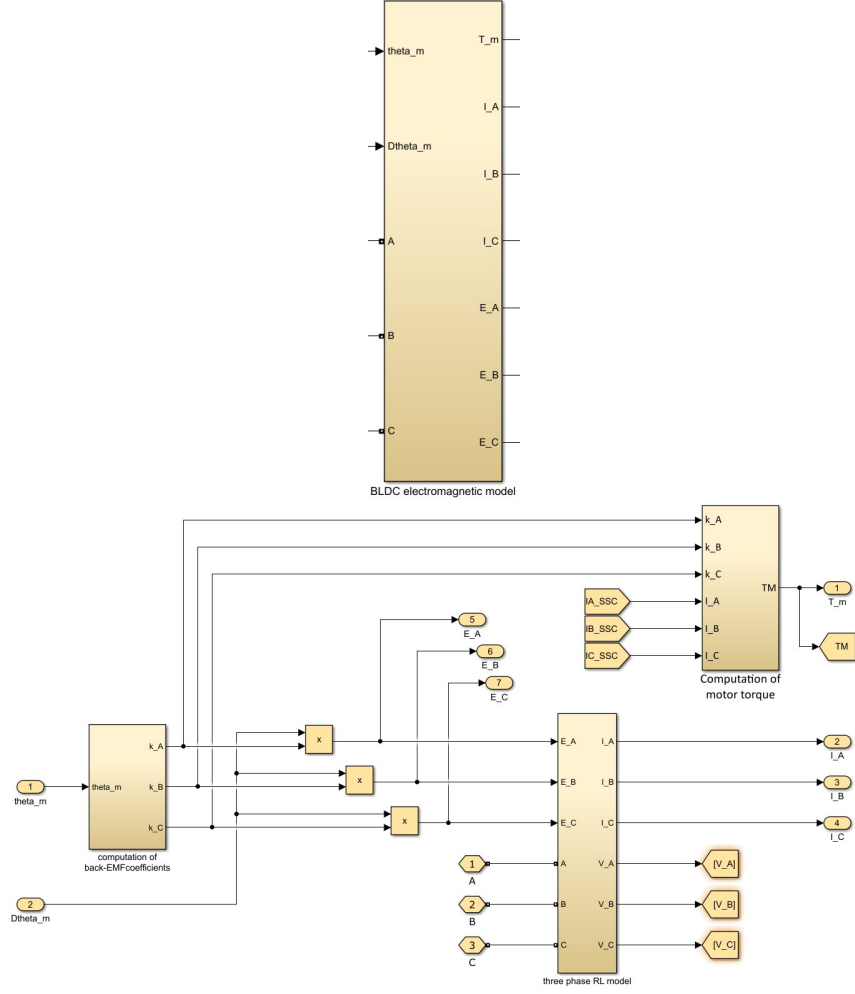 theta_m
T_m
I_A
Dtheta_m
I_B
A
I_C
E_A
B
E_B
C
E_C
BLDC electromagnetic model
k_A
k_B
k_C
TM
1
T_m
IA_SSC
I_A
IB_SSC
I_B
IC_SSC
I_C
TM
Computation of
motor torque
5
E_A
6
E_B
7
E_C
k_A
x
E_A
I_A
2
I_A
1
theta_m
theta_m
k_B
x
E_B
I_B
3
I_B
k_C
x
E_C
I_C
4
I_C
computation of
back-EMFcoefficients
1
A
A
V_A
[V_A]
2
Dtheta_m
2
B
B
V_B
[V_B]
3
C
C
V_C
[V_C]
three phase RL model